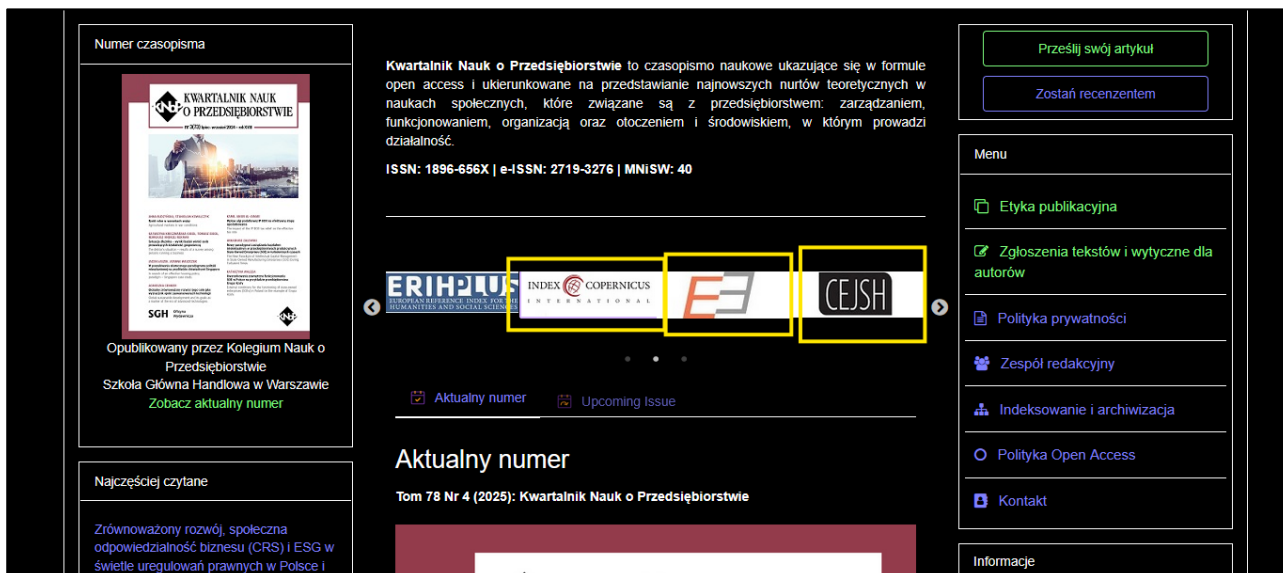 Numer czasopisma
KWARTALNIK NAUK
O PRZEDSIĘBIORSTWIE
SGH Oficyna
Wydawnicza
Opublikowany przez Kolegium Nauk o
Przedsiębiorstwie
Szkoła Główna Handlowa w Warszawie
Zobacz aktualny numer
Najczęściej czytane
Zrównoważony rozwój, społeczna
odpowiedzialność biznesu (CRS) i ESG w
świetle uregulowań prawnych w Polsce i
Kwartalnik Nauk o Przedsiębiorstwie to czasopismo naukowe ukazujące się w formule
open access i ukierunkowane na przedstawianie najnowszych nurtów teoretycznych w
naukach społecznych, które związane są z przedsiębiorstwem: zarządzaniem,
funkcjonowaniem, organizacją oraz otoczeniem i środowiskiem, w którym prowadzi
działalność.
ISSN: 1896-656X | e-ISSN: 2719-3276 | MNiSW: 40
ERIHPLUS
EUROPEAN REFERENCE INDEX FOR THE
HUMANITIES AND SOCIAL SCIENCES
INDEX COPERNICUS
INTERNATIONAL
CEJSH
Aktualny numer
Upcoming Issue
Aktualny numer
Tom 78 Nr 4 (2025): Kwartalnik Nauk o Przedsiębiorstwie
Prześlij swój artykuł
Zostań recenzentem
Menu
Etyka publikacyjna
Zgłoszenia tekstów i wytyczne dla
autorów
Polityka prywatności
Zespół redakcyjny
Indeksowanie i archiwizacja
Polityka Open Access
Kontakt
Informacje